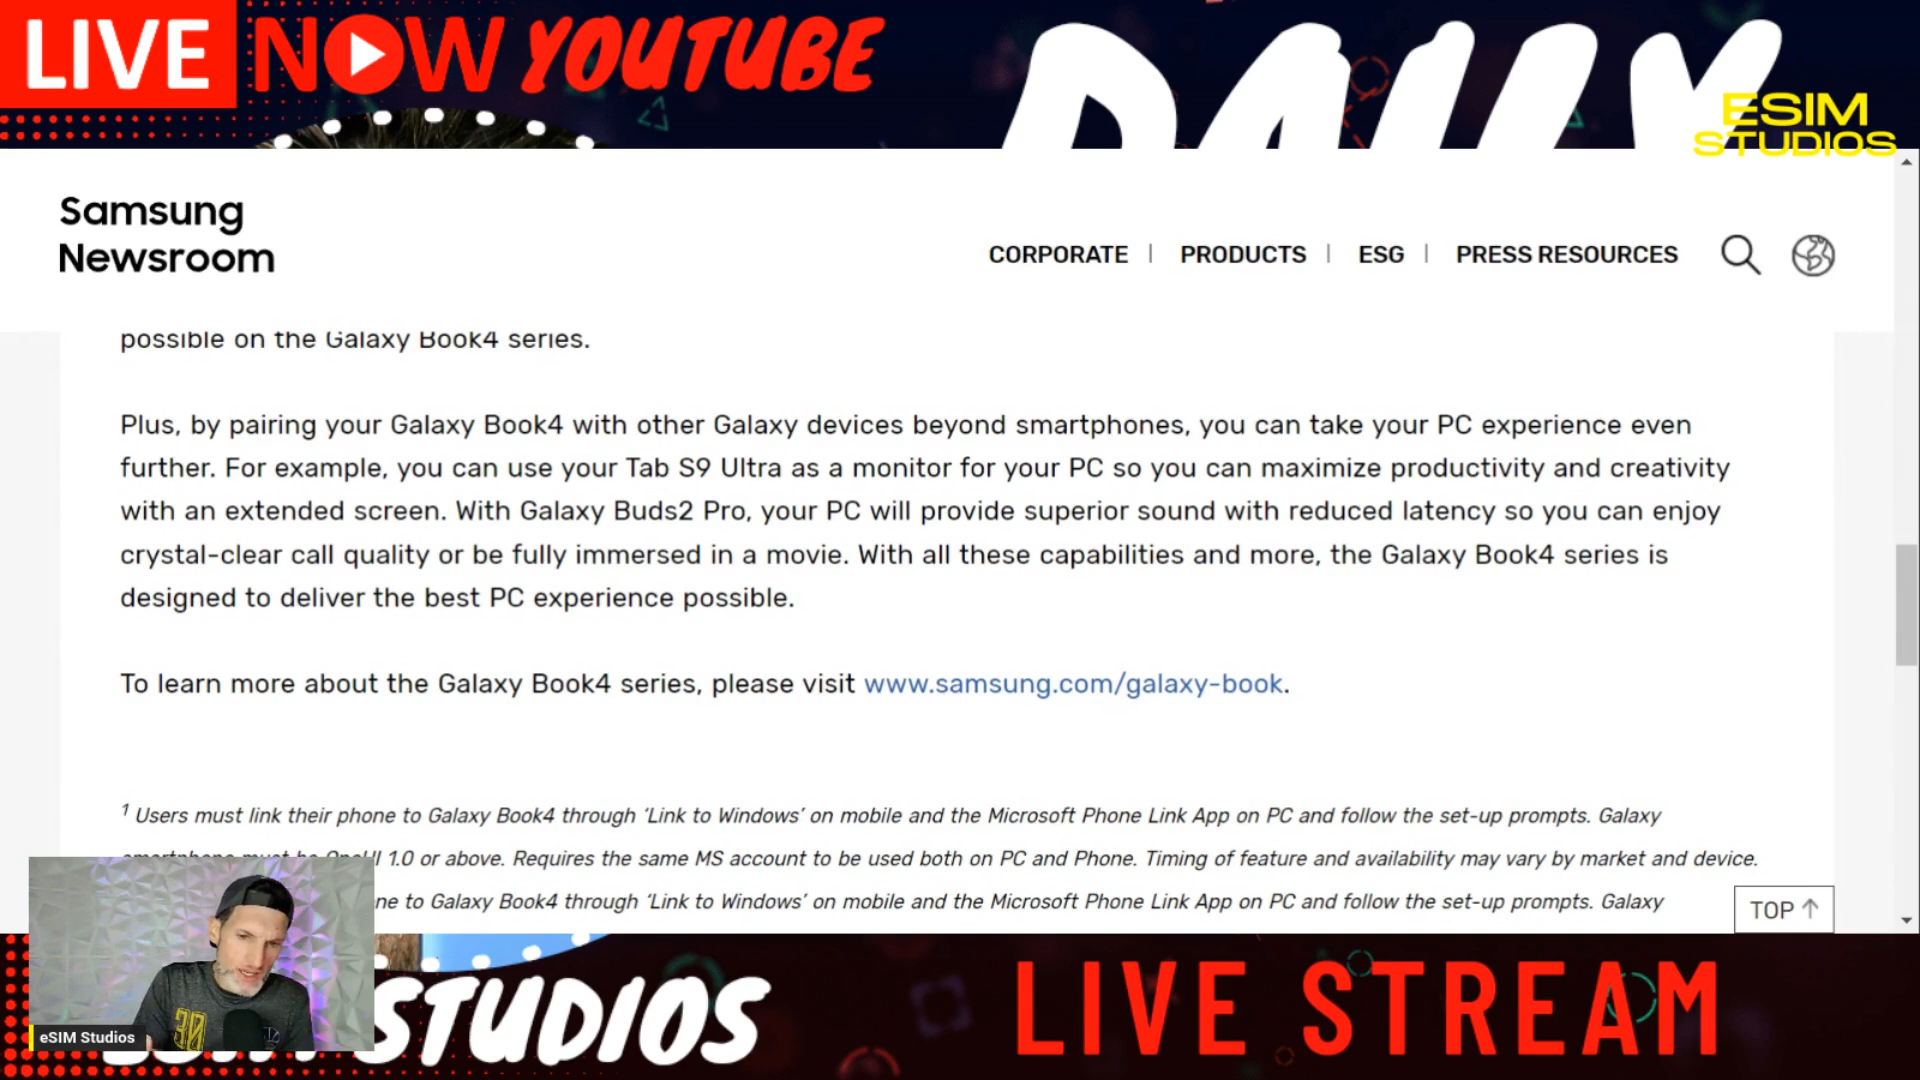 LIVE NOW YOUTUBE
DAILY
ESIM
STUDIOS
Samsung
Newsroom
CORPORATE | PRODUCTS | ESG | PRESS RESOURCES
possible on the Galaxy Book4 series.
Plus, by pairing your Galaxy Book4 with other Galaxy devices beyond smartphones, you can take your PC experience even
further. For example, you can use your Tab S9 Ultra as a monitor for your PC so you can maximize productivity and creativity
with an extended screen. With Galaxy Buds2 Pro, your PC will provide superior sound with reduced latency so you can enjoy
crystal-clear call quality or be fully immersed in a movie. With all these capabilities and more, the Galaxy Book4 series is
designed to deliver the best PC experience possible.
To learn more about the Galaxy Book4 series, please visit www.samsung.com/galaxy-book.
1 Users must link their phone to Galaxy Book4 through ‘Link to Windows’ on mobile and the Microsoft Phone Link App on PC and follow the set-up prompts. Galaxy
smartphone must be OneUI 1.0 or above. Requires the same MS account to be used both on PC and Phone. Timing of feature and availability may vary by market and device.
ne to Galaxy Book4 through ‘Link to Windows’ on mobile and the Microsoft Phone Link App on PC and follow the set-up prompts. Galaxy
TOP ↑
30
eSIM Studios
STUDIOS
LIVE STREAM